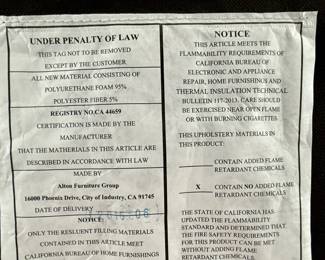 UNDER PENALTY OF LAW
THIS TAG NOT TO BE REMOVED
EXCEPT BY THE CUSTOMER
ALL NEW MATERIAL CONSISTING OF
POLYURETHANE FOAM 95%
POLYESTER FIBER 5%
REGISTRY NO.CA 44659
CERTIFICATION IS MADE BY THE
MANUFACTURER
THAT THE MATHERIALS IN THIS ARTICLE ARE
DESCRIBED IN ACCORDANCE WITH LAW
MADE BY
Alton Furniture Group
16000 Phoenix Drive, City of Industry, CA 91745
DATE OF DELIVERY
NOTICE
ONLY THE RESLUENT FILLING MATERIALS
CONTAINED IN THIS ARTICLE MEET
CALIFORNIA BUREAU OF HOME FURNISHINGS
NOTICE
THIS ARTICLE MEETS THE
FLAMMABILITY REQUIREMENTS OF
CALIFORNIA BUREAU OF
ELECTRONIC AND APPLIANCE
REPAIR, HOME FURNISHINGS AND
THERMAL INSULATION TECHNICAL
BULLETIN 117-2013. CARE SHOULD
BE EXERCISED NEAR OPEN FLAME
OR WITH BURNING CIGARETTES.
THIS UPHOLSTERY MATERIALS IN
THIS PRODUCT:
CONTAIN ADDED FLAME
RETARDANT CHEMICALS
X CONTAIN NO ADDED FLAME
RETARDANT CHEMICALS
THE STATE OF CALIFORNIA HAS
UPDATED THE FLAMMABILITY
STANDARD AND DETERMINED THAT
THE FIRE SAFETY REQUIREMENTS
FOR THIS PRODUCT CAN BE MET
WITHOUT ADDING FLAME
RETARDANT CHEMICALS.